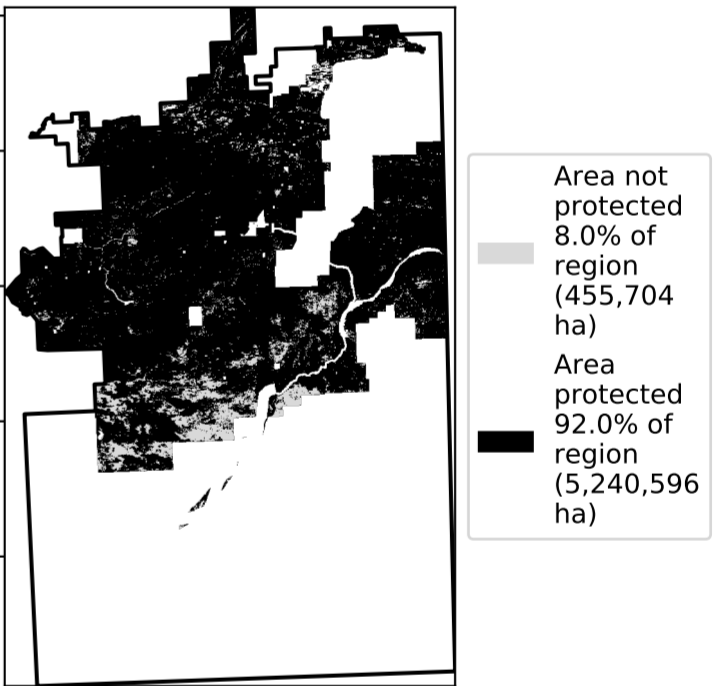 Area not
protected
8.0% of
region
(455,704
ha)
Area
protected
92.0% of
region
(5,240,596
ha)